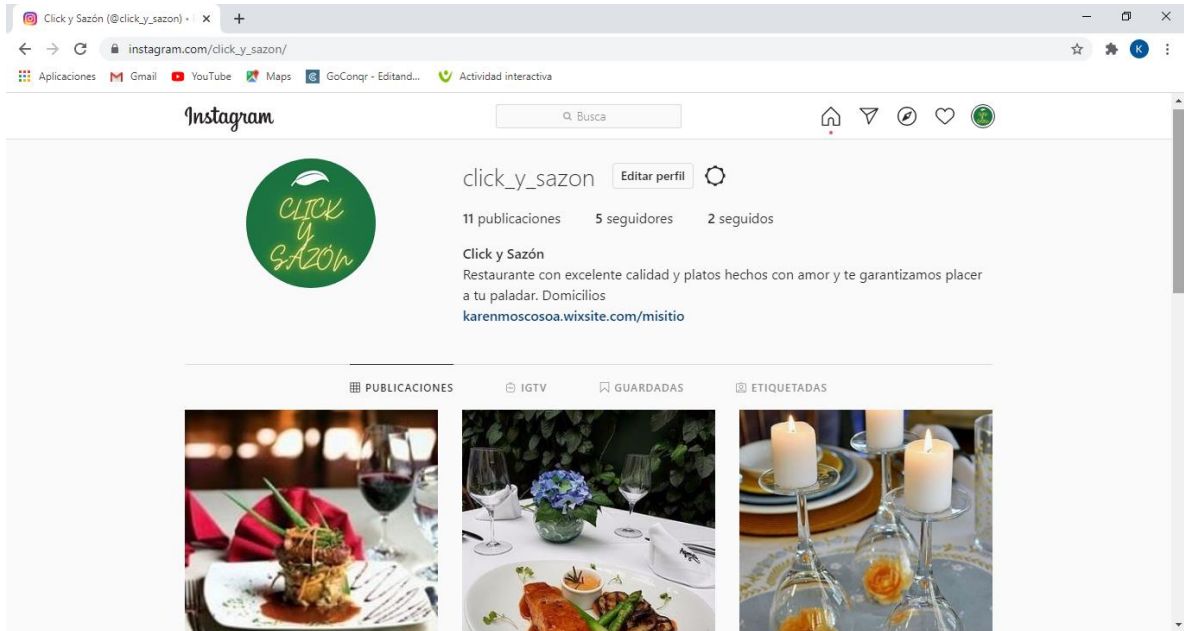 Click y Sazón (@click_y_sazon) •
instagram.com/click_y_sazon/
K
Aplicaciones Gmail YouTube Maps GoConqr - Editand... Actividad interactiva
Instagram
Busca
CLICK
Y
SAZÓN
click_y_sazon Editar perfil
11 publicaciones 5 seguidores 2 seguidos
Click y Sazón
Restaurante con excelente calidad y platos hechos con amor y te garantizamos placer
a tu paladar. Domicilios
karenmoscosoa.wixsite.com/misitio
PUBLICACIONES IGTV GUARDADAS ETIQUETADAS